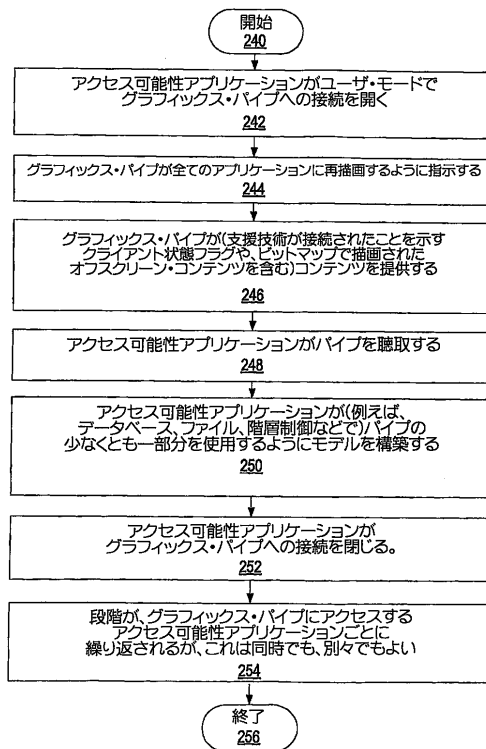 開始
240
アクセス可能性アプリケーションがユーザ・モードで
グラフィックス・パイプへの接続を開く
242
グラフィックス・パイプが全てのアプリケーションに再描画するように指示する
244
グラフィックス・パイプが(支援技術が接続されたことを示す
クライアント状態フラグや、ビットマップで描画された
オフスクリーン・コンテンツを含む)コンテンツを提供する
246
アクセス可能性アプリケーションがパイプを聴取する
248
アクセス可能性アプリケーションが(例えば、
データベース、ファイル、階層制御などで)パイプの
少なくとも一部分を使用するようにモデルを構築する
250
アクセス可能性アプリケーションが
グラフィックス・パイプへの接続を閉じる。
252
段階が、グラフィックス・パイプにアクセスする
アクセス可能性アプリケーションごとに
繰り返されるが、これは同時でも、別々でもよい
254
終了
256